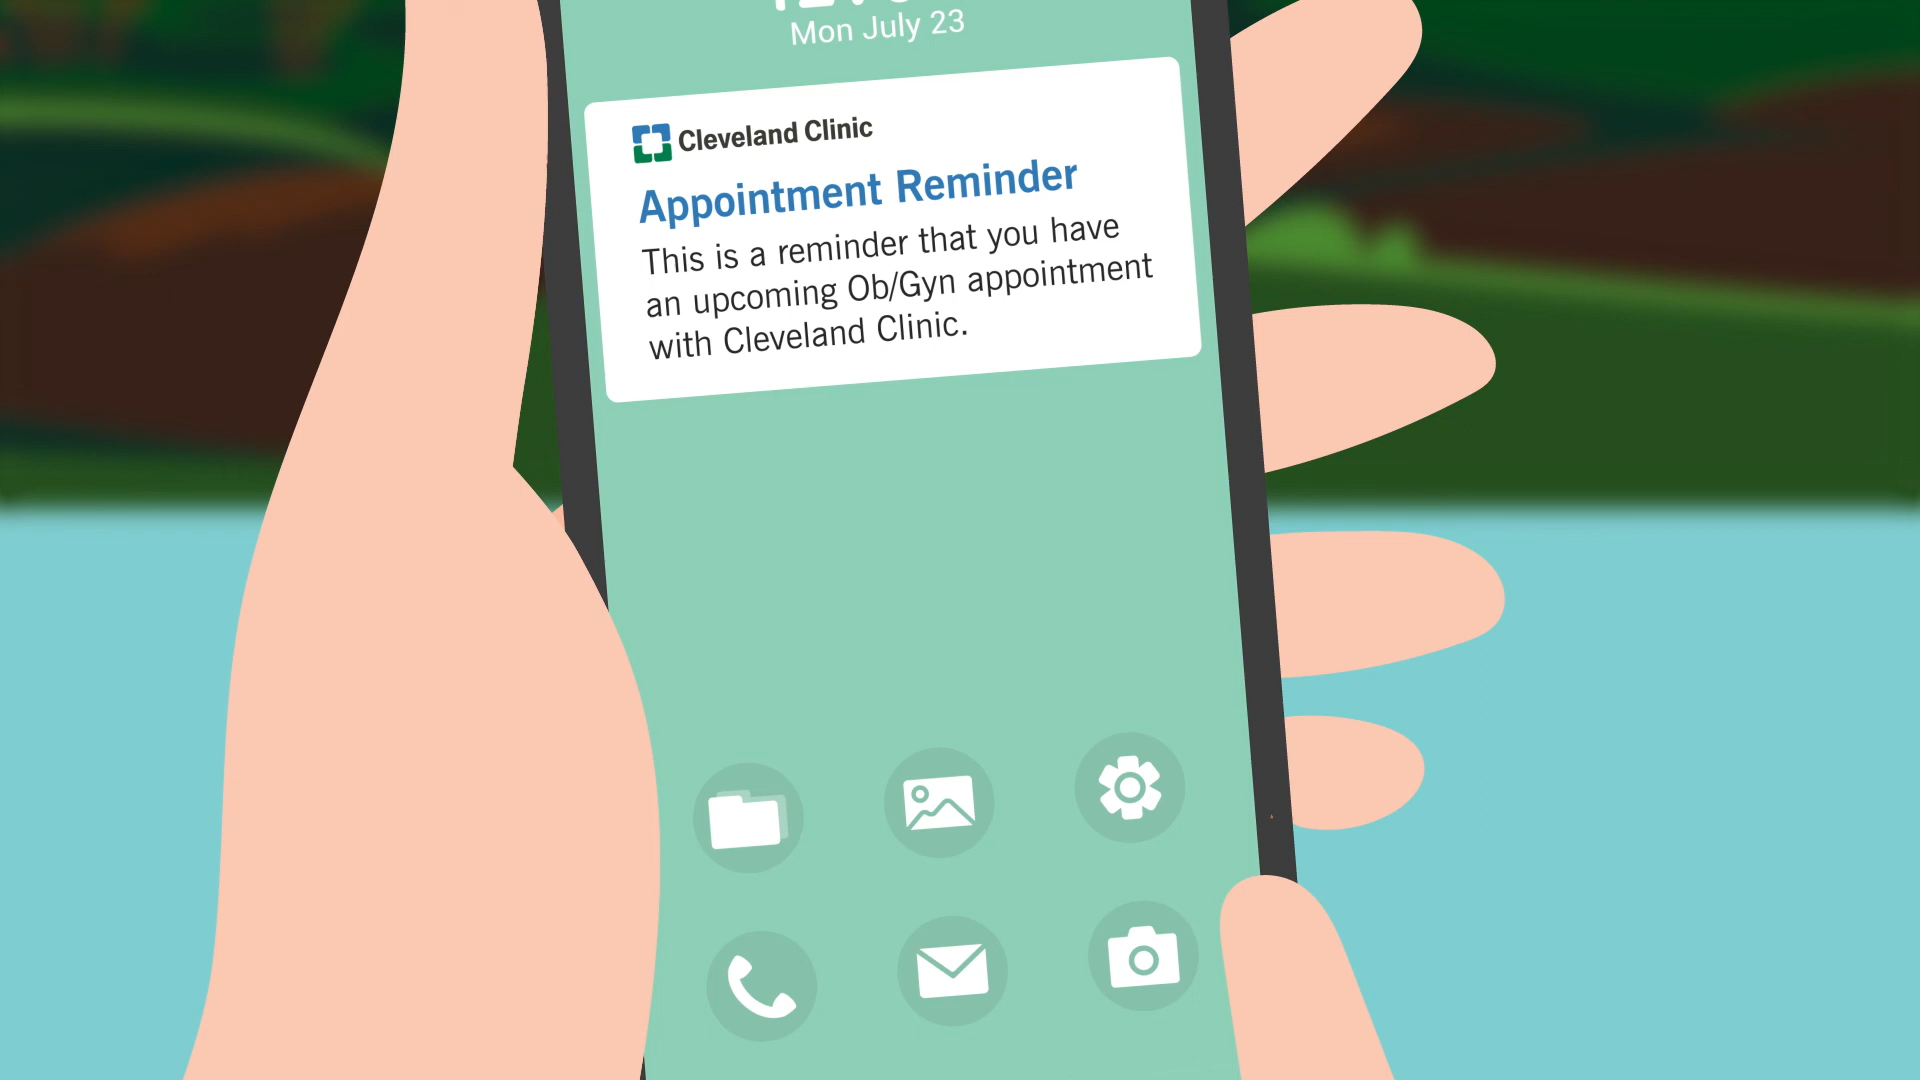 Mon July 23
Cleveland Clinic
Appointment Reminder
This is a reminder that you have
an upcoming Ob/Gyn appointment
with Cleveland Clinic.